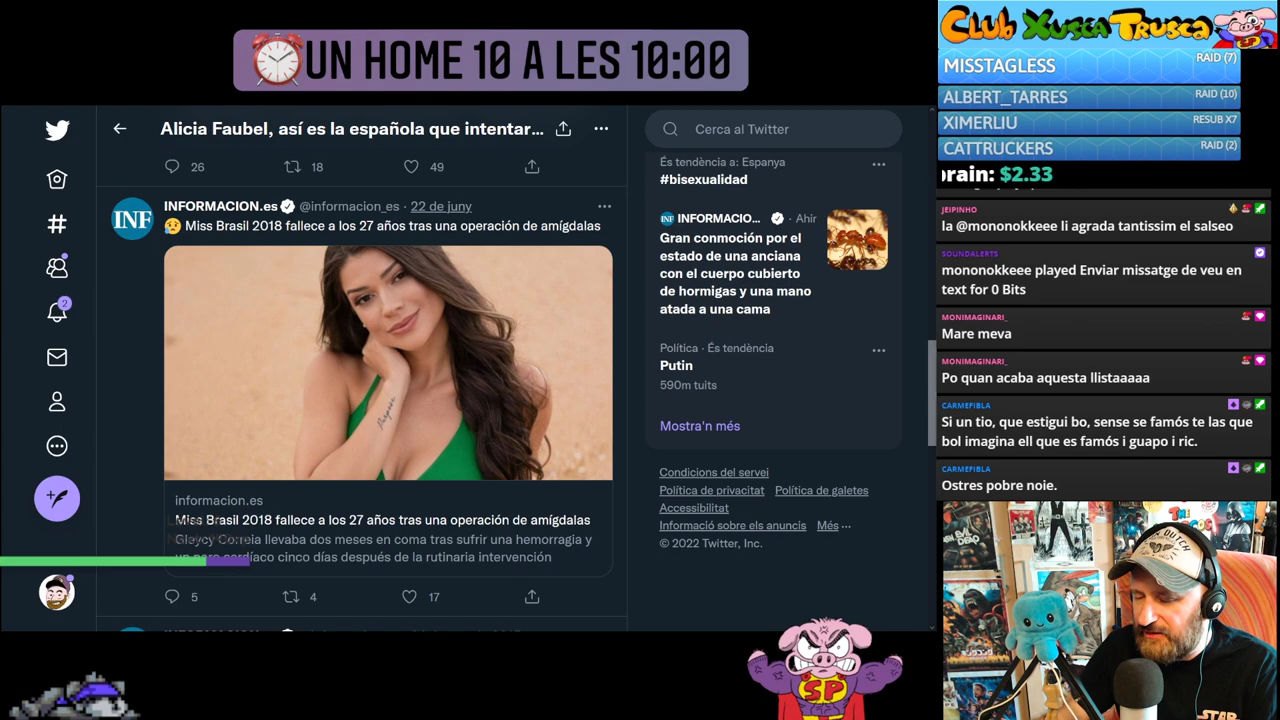 UN HOME 10 A LES 10:00
Club Xusca Trusca
MISSTAGLESS RAID (7)
ALBERT_TARRES RAID (10)
XIMERLIU RESUB X7
CATTRUCKERS RAID (2)
rain: $2.33
Alicia Faubel, así es la española que intentar...
26 18 49
INFORMACION.es @informacion_es · 22 de juny
INF
😥 Miss Brasil 2018 fallece a los 27 años tras una operación de amígdalas
informacion.es
Miss Brasil 2018 fallece a los 27 años tras una operación de amígdalas
Gleycy Correia llevaba dos meses en coma tras sufrir una hemorragia y
un paro cardíaco cinco días después de la rutinaria intervención
5 4 17
2
Cerca al Twitter
És tendència a: Espanya
#bisexualidad
INFORMACIO... · Ahir
Gran conmoción por el
estado de una anciana
con el cuerpo cubierto
de hormigas y una mano
atada a una cama
Política · És tendència
Putin
590m tuits
Mostra'n més
Condicions del servei
Política de privacitat Política de galetes
Accessibilitat
Informació sobre els anuncis Més ···
© 2022 Twitter, Inc.
JEIPINHO
la @mononokkeee li agrada tantissim el salseo
SOUNDALERTS
mononokkeee played Enviar missatge de veu en
text for 0 Bits
MONIMAGINARI_
Mare meva
MONIMAGINARI_
Po quan acaba aquesta llistaaaaa
CARMEFIBLA
Si un tio, que estigui bo, sense se famós te las que
bol imagina ell que es famós i guapo i ric.
CARMEFIBLA
Ostres pobre noie.
SP